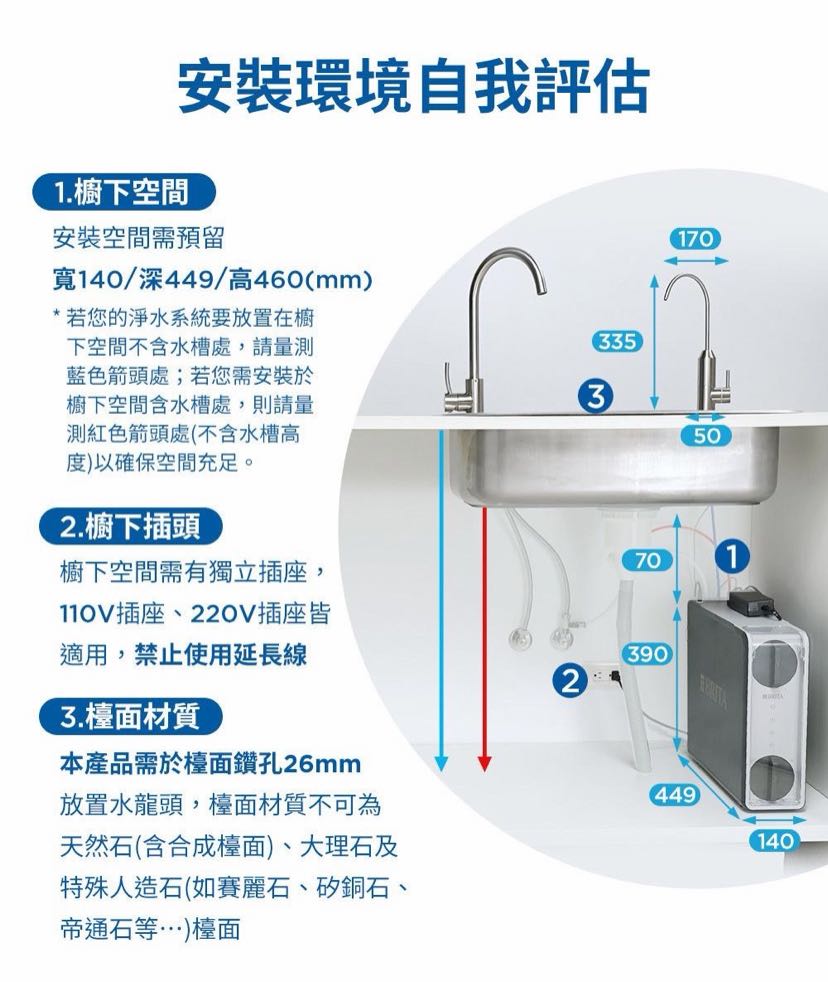 安裝環境自我評估
1.櫥下空間
安裝空間需預留
寬140/深449/高460(mm)
* 若您的淨水系統要放置在櫥
下空間不含水槽處，請量測
藍色箭頭處；若您需安裝於
櫥下空間含水槽處，則請量
測紅色箭頭處(不含水槽高
度)以確保空間充足。
2.櫥下插頭
櫥下空間需有獨立插座，
110V插座、220V插座皆
適用，禁止使用延長線
3.檯面材質
本產品需於檯面鑽孔26mm
放置水龍頭，檯面材質不可為
天然石(含合成檯面)、大理石及
特殊人造石(如賽麗石、矽銅石、
帝通石等…)檯面
170
335
3
50
70
1
390
2
BRITA
BRITA
449
140